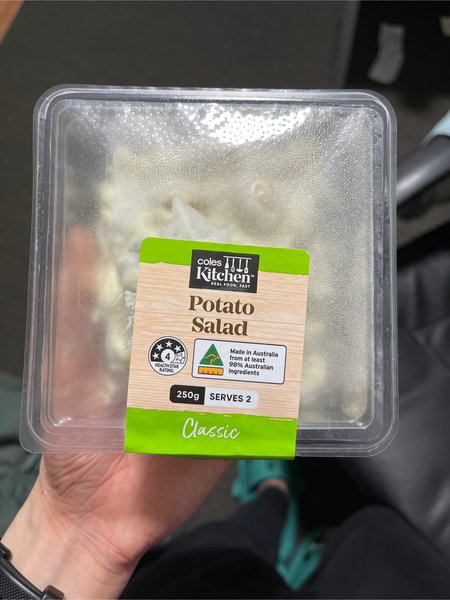 coles
Kitchen™
REAL FOOD, FAST
Potato
Salad
4
HEALTH STAR
RATING
Made in Australia
from at least
98% Australian
ingredients
250g SERVES 2
Classic